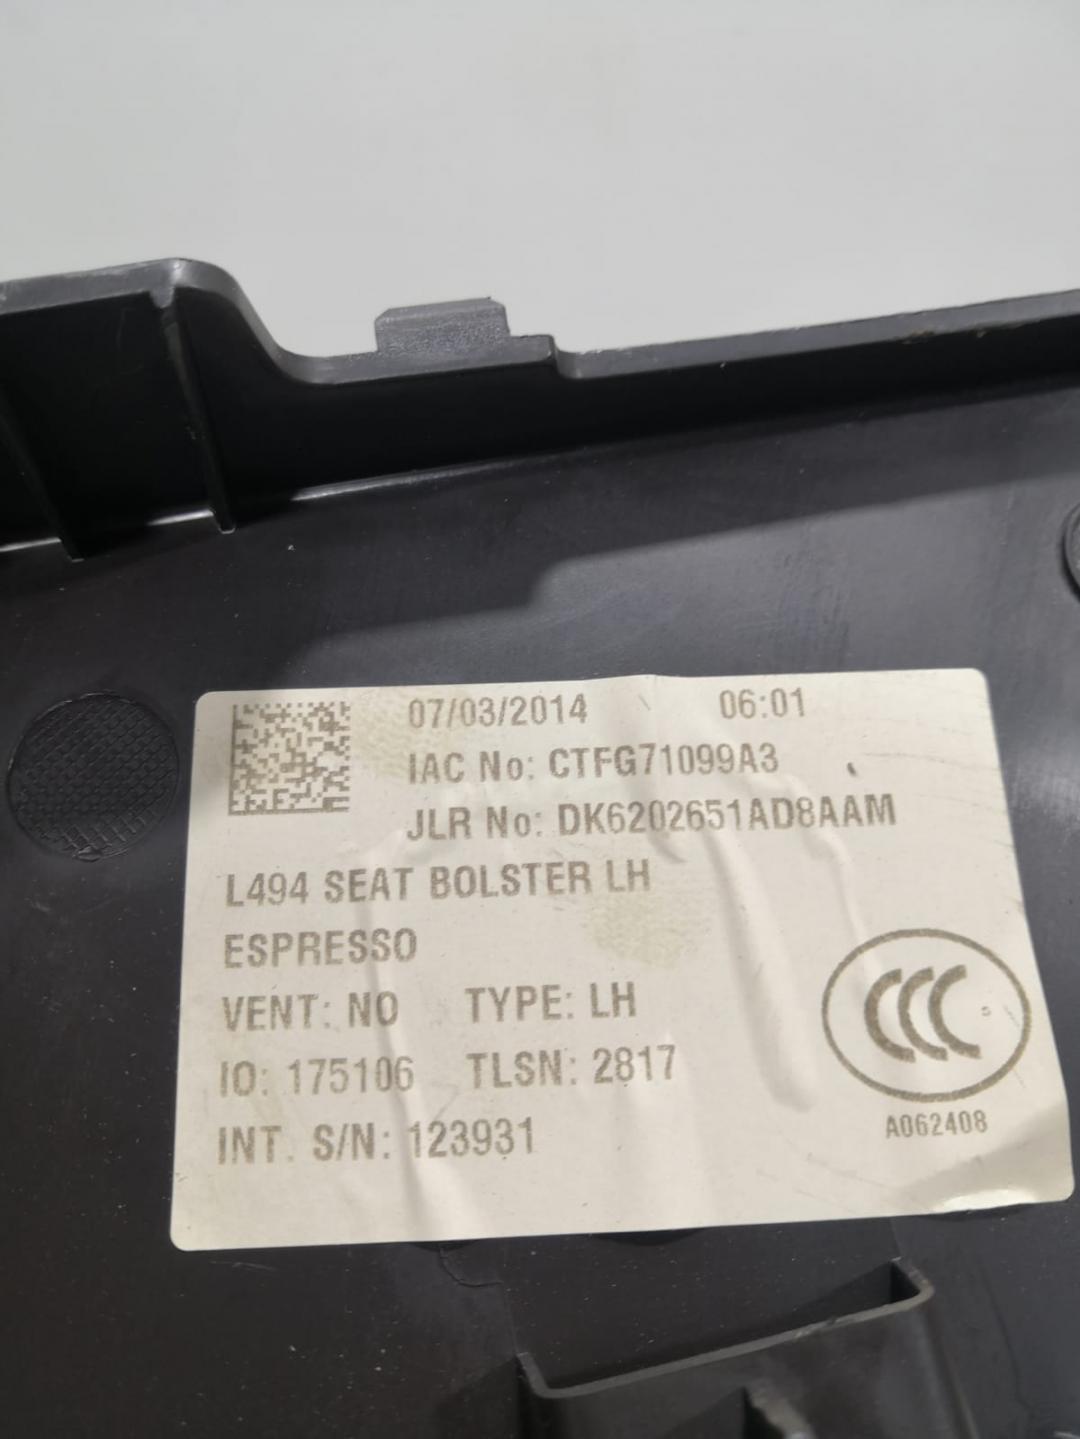 07/03/2014 06:01
IAC No: CTFG71099A3
JLR No: DK6202651AD8AAM
L494 SEAT BOLSTER LH
ESPRESSO
VENT: NO TYPE: LH
IO: 175106 TLSN: 2817
INT. S/N: 123931
CCC S
A062408